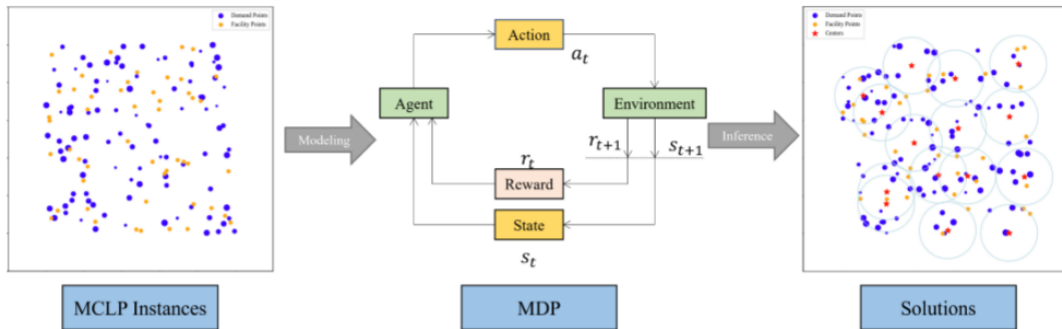 Demand Points
Facility Points
Modeling
Action
a_t
Agent
Environment
r_{t+1}
s_{t+1}
r_t
Reward
State
s_t
Inference
Demand Points
Facility Points
Centers
MCLP Instances
MDP
Solutions